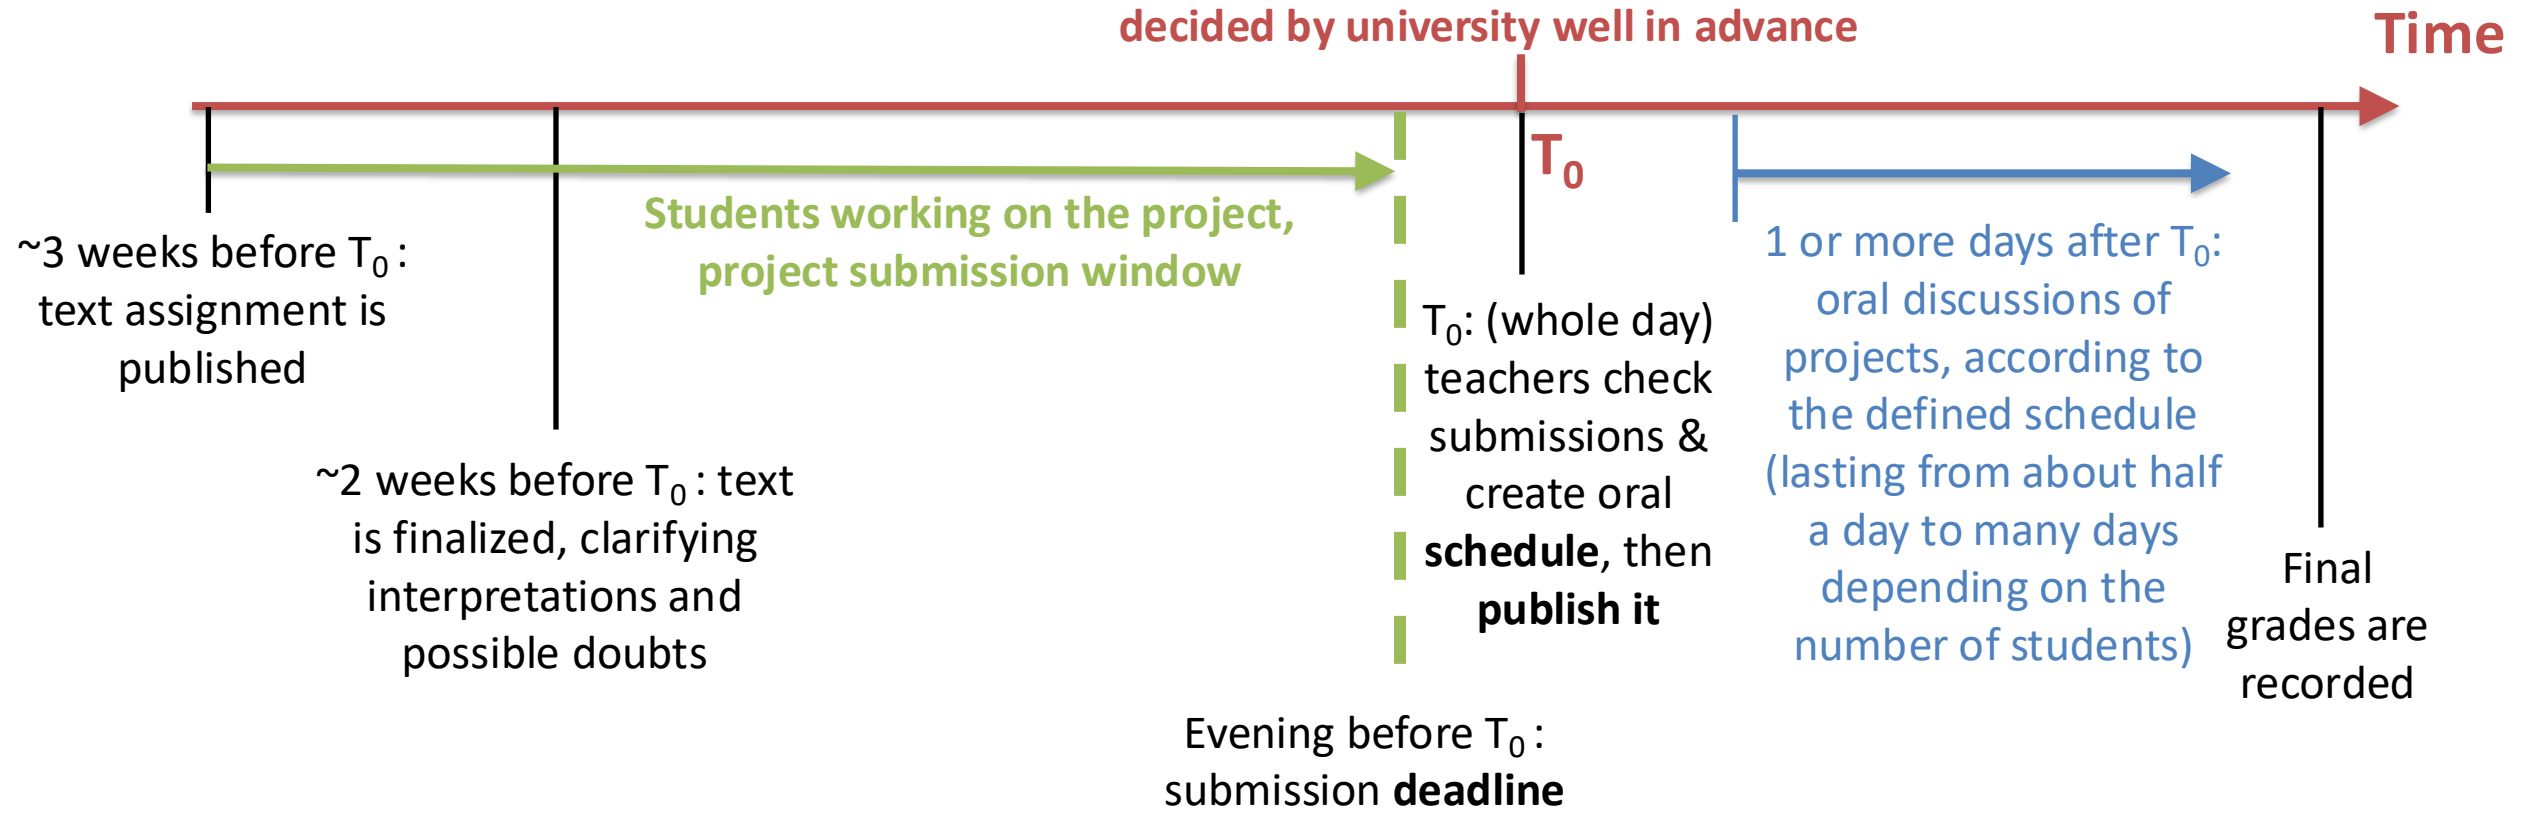 decided by university well in advance
Time
T0
Students working on the project,
project submission window
~3 weeks before T0 :
text assignment is
published
~2 weeks before T0 : text
is finalized, clarifying
interpretations and
possible doubts
Evening before T0 :
submission deadline
T0: (whole day)
teachers check
submissions &
create oral
schedule, then
publish it
1 or more days after T0:
oral discussions of
projects, according to
the defined schedule
(lasting from about half
a day to many days
depending on the
number of students)
Final
grades are
recorded